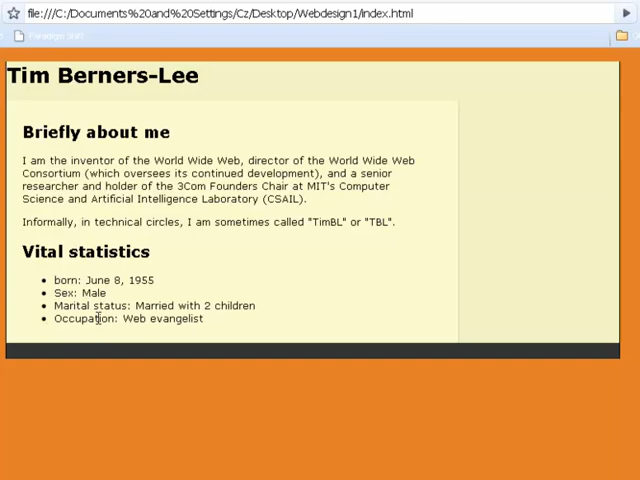 file:///C:/Documents%20and%20Settings/Cz/Desktop/Webdesign1/index.html
Paradigm Shift
Tim Berners-Lee
Briefly about me
I am the inventor of the World Wide Web, director of the World Wide Web
Consortium (which oversees its continued development), and a senior
researcher and holder of the 3Com Founders Chair at MIT's Computer
Science and Artificial Intelligence Laboratory (CSAIL).
Informally, in technical circles, I am sometimes called "TimBL" or "TBL".
Vital statistics
born: June 8, 1955
Sex: Male
Marital status: Married with 2 children
Occupation: Web evangelist